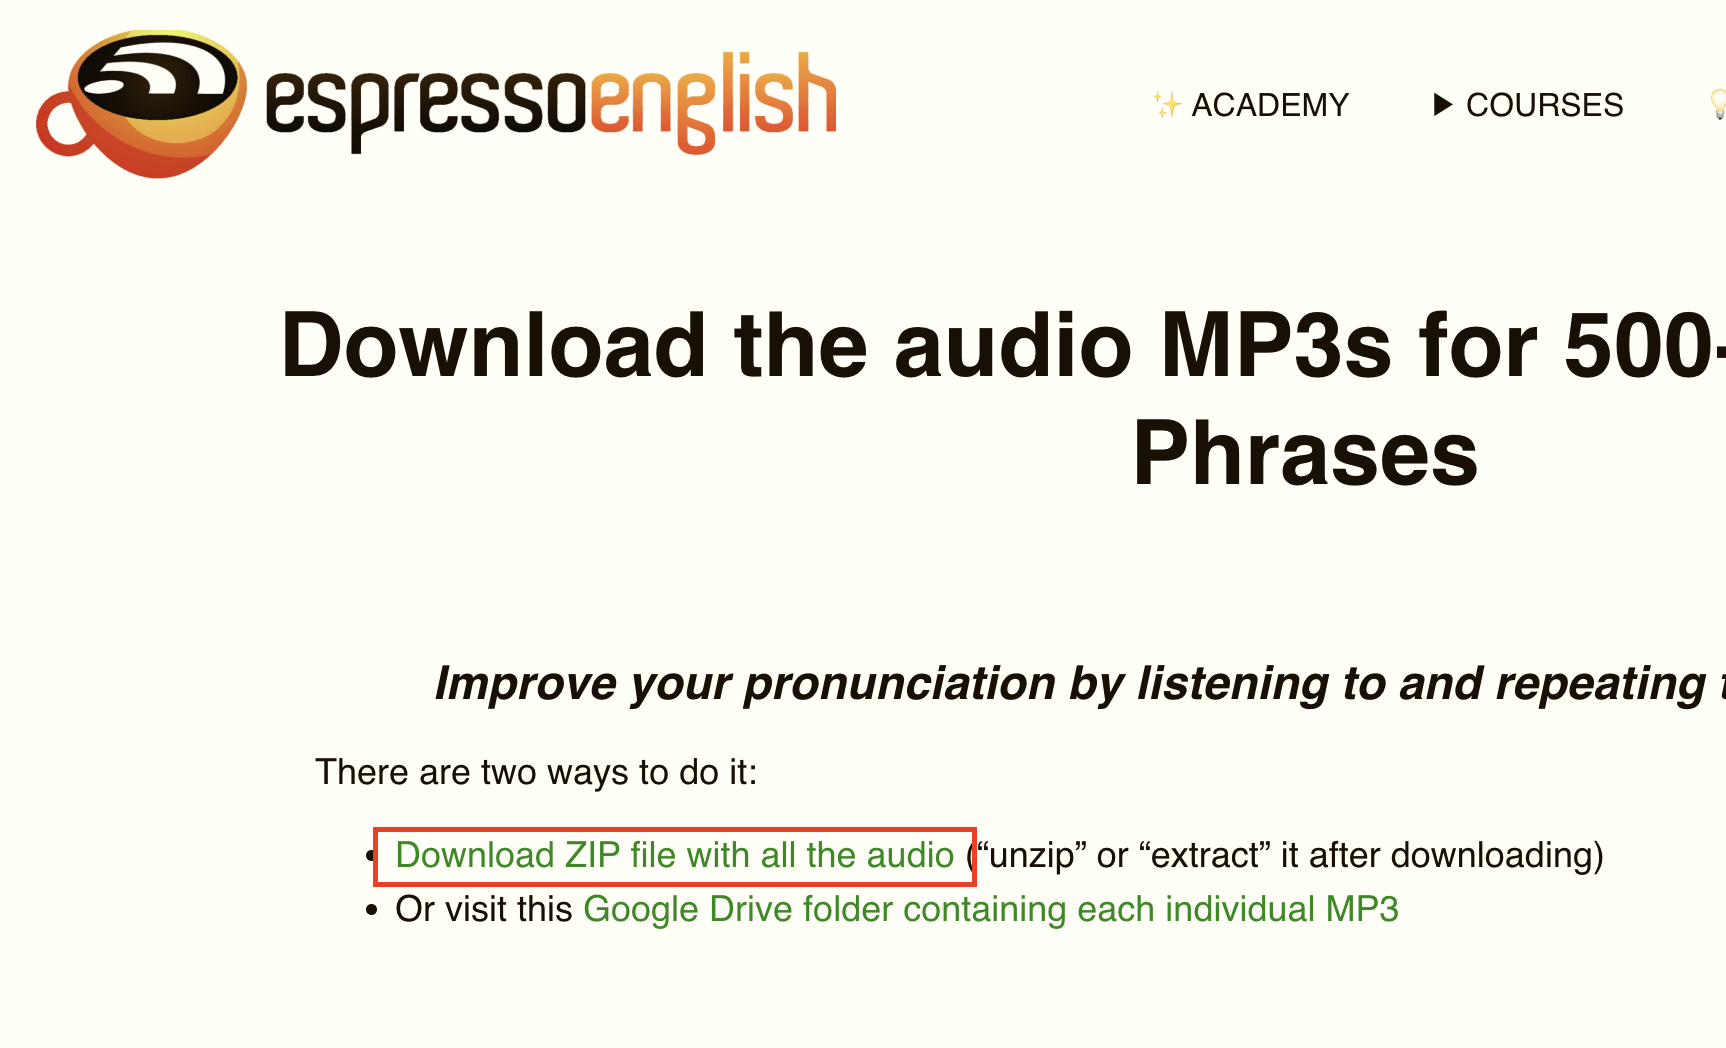 espressoenglish
✨ ACADEMY
▶ COURSES
Download the audio MP3s for 500-
Phrases
Improve your pronunciation by listening to and repeating
There are two ways to do it:
• Download ZIP file with all the audio (“unzip” or “extract” it after downloading)
• Or visit this Google Drive folder containing each individual MP3